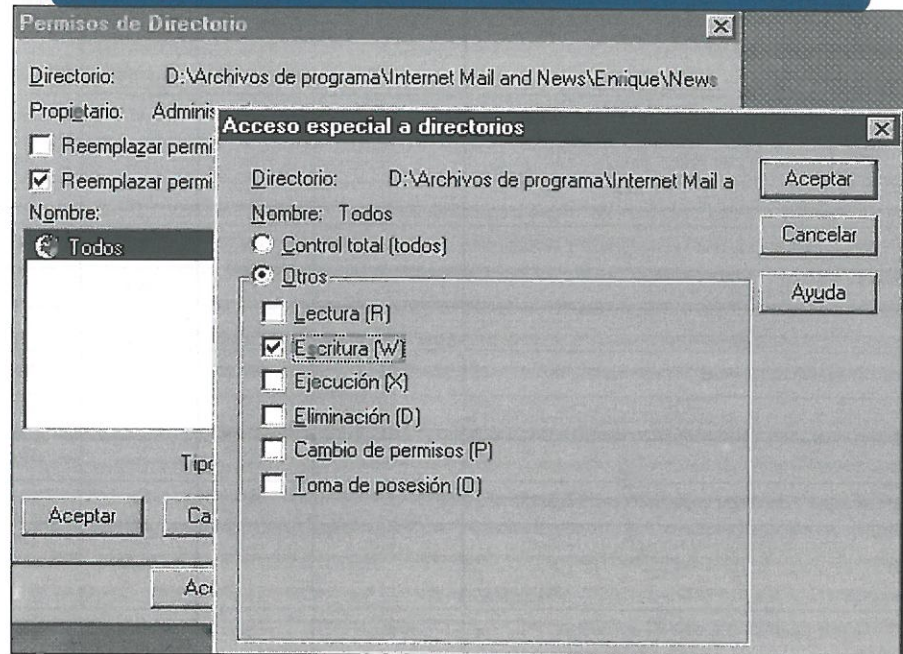 Permisos de Directorio
Directorio: D:\Archivos de programa\Internet Mail and News\Enrique\News
Propietario: Adminis
Reemplazar permi
Reemplazar permi
Nombre:
Todos
Tipo
Aceptar
Ca
Ac
Acceso especial a directorios
Directorio: D:\Archivos de programa\Internet Mail a
Nombre: Todos
Control total (todos)
Otros
Lectura (R)
Escritura (W)
Ejecución (X)
Eliminación (D)
Cambio de permisos (P)
Toma de posesión (O)
Aceptar
Cancelar
Ayuda